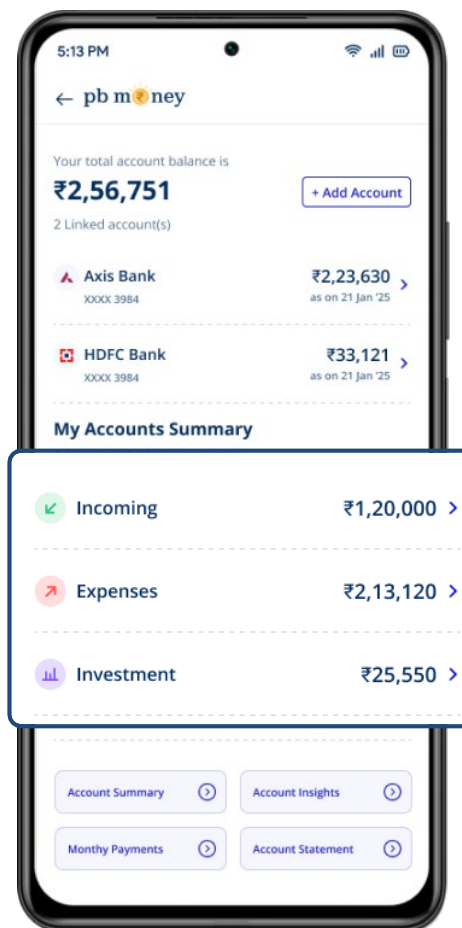 5:13 PM
← pb m₹ney
Your total account balance is
₹2,56,751
+ Add Account
2 Linked account(s)
Axis Bank ₹2,23,630 >
XXXX 3984 as on 21 Jan '25
HDFC Bank ₹33,121 >
XXXX 3984 as on 21 Jan '25
My Accounts Summary
Incoming ₹1,20,000 >
Expenses ₹2,13,120 >
Investment ₹25,550 >
Account Summary
Account Insights
Monthy Payments
Account Statement